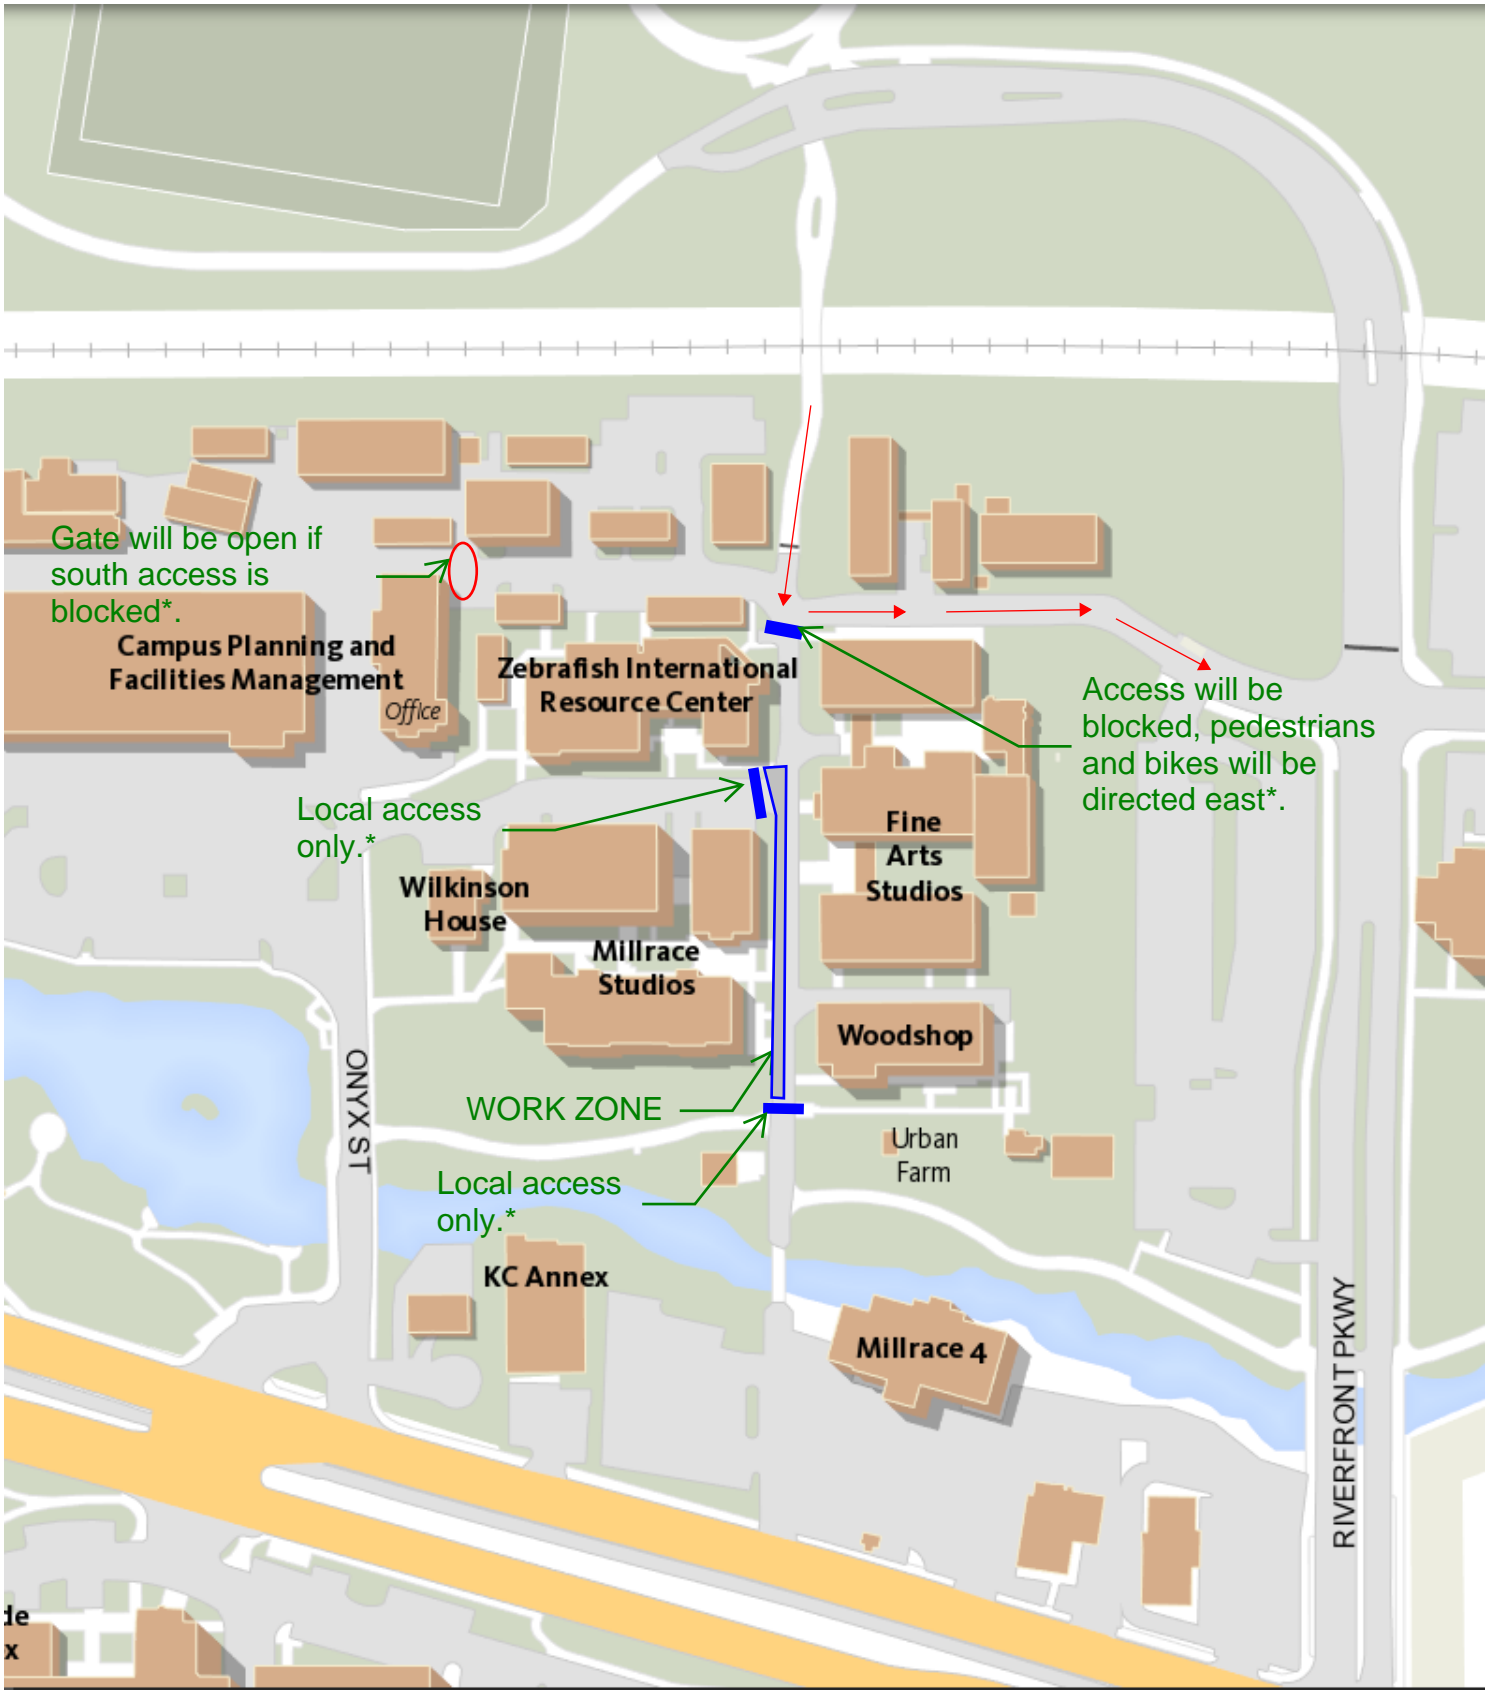 Gate will be open if
south access is
blocked*.
Campus Planning and
Facilities Management
Office
Zebrafish International
Resource Center
Access will be
blocked, pedestrians
and bikes will be
directed east*.
Local access
only.*
Fine
Arts
Studios
Wilkinson
House
Millrace
Studios
Woodshop
ONYX ST
WORK ZONE
Urban
Farm
Local access
only.*
KC Annex
Millrace 4
RIVERFRONT PKWY
de
x